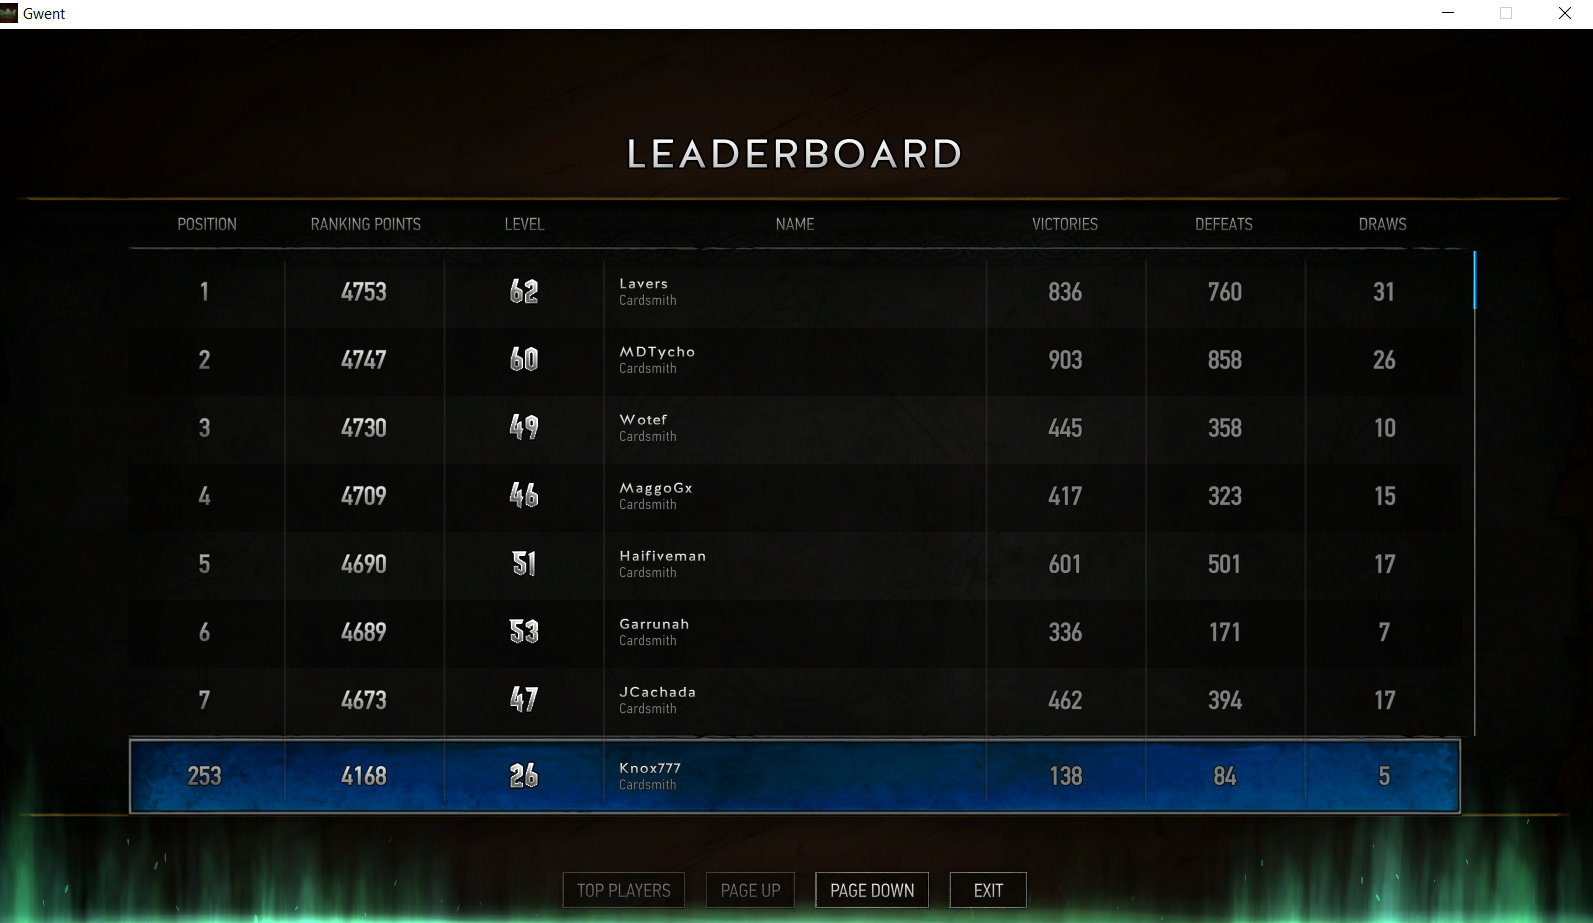 Gwent
LEADERBOARD
POSITION RANKING POINTS LEVEL NAME VICTORIES DEFEATS DRAWS
1 4753 62 Lavers 836 760 31
Cardsmith
2 4747 60 MDTycho 903 858 26
Cardsmith
3 4730 49 Wotef 445 358 10
Cardsmith
4 4709 46 MaggoGx 417 323 15
Cardsmith
5 4690 51 Haifiveman 601 501 17
Cardsmith
6 4689 53 Garrunah 336 171 7
Cardsmith
7 4673 47 JCachada 462 394 17
Cardsmith
253 4168 26 Knox777 138 84 5
Cardsmith
TOP PLAYERS PAGE UP PAGE DOWN EXIT